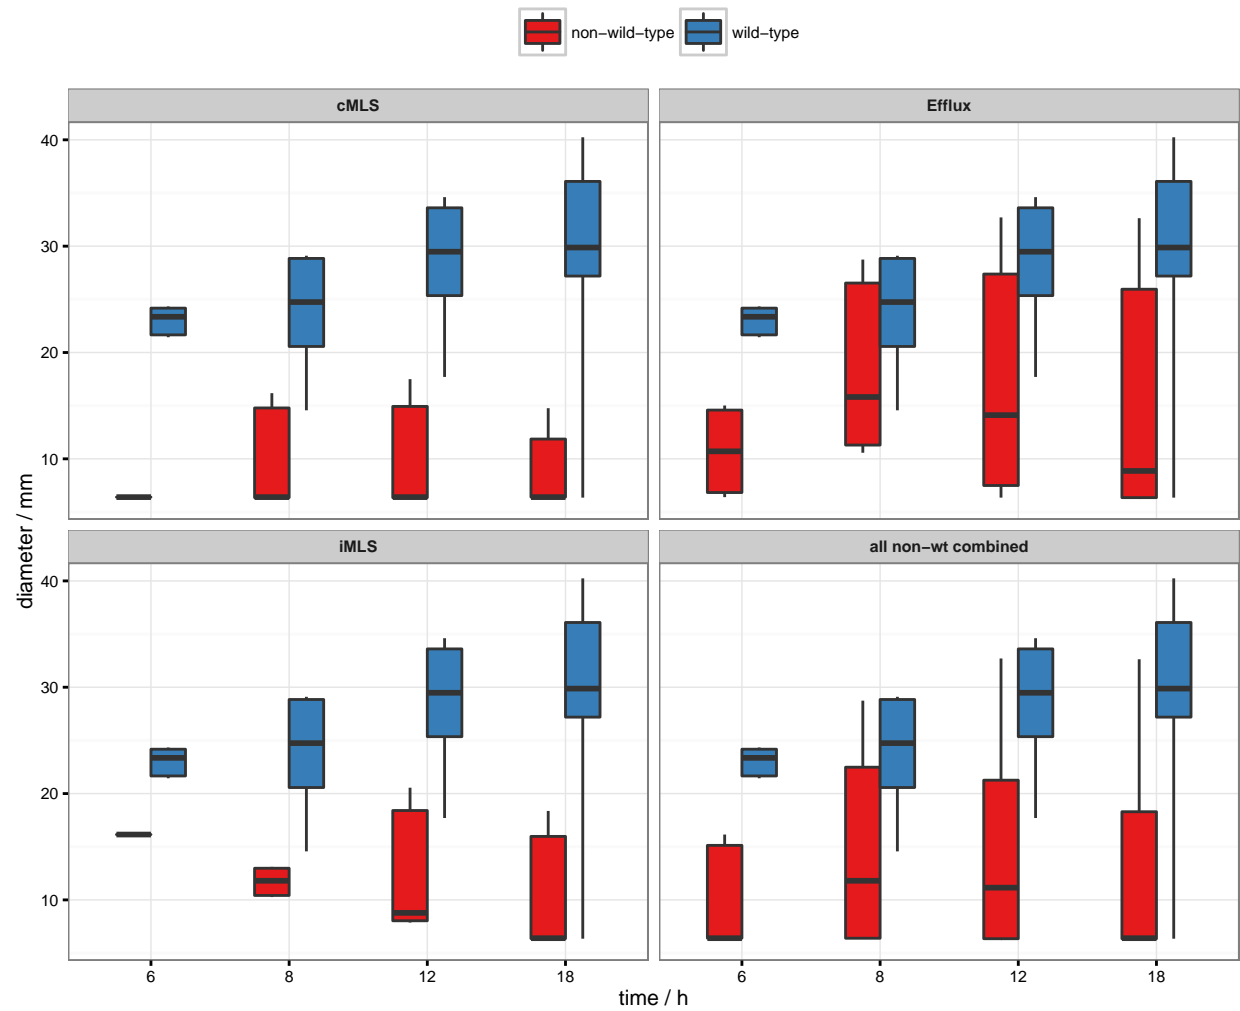 non−wild−type wild−type
cMLS
Efflux
40
30
20
10
iMLS
all non−wt combined
40
30
20
10
6 8 12 18
6 8 12 18
time / h
diameter / mm